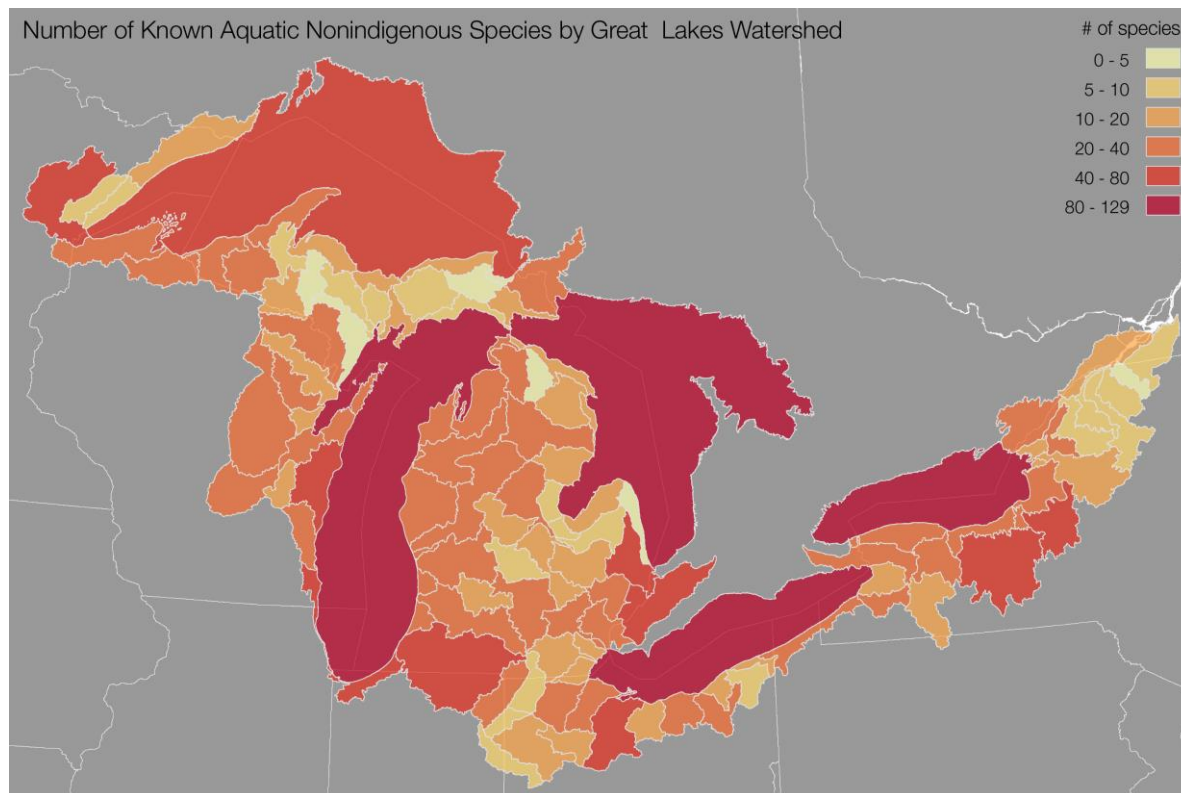 Number of Known Aquatic Nonindigenous Species by Great Lakes Watershed
# of species
0 - 5
5 - 10
10 - 20
20 - 40
40 - 80
80 - 129